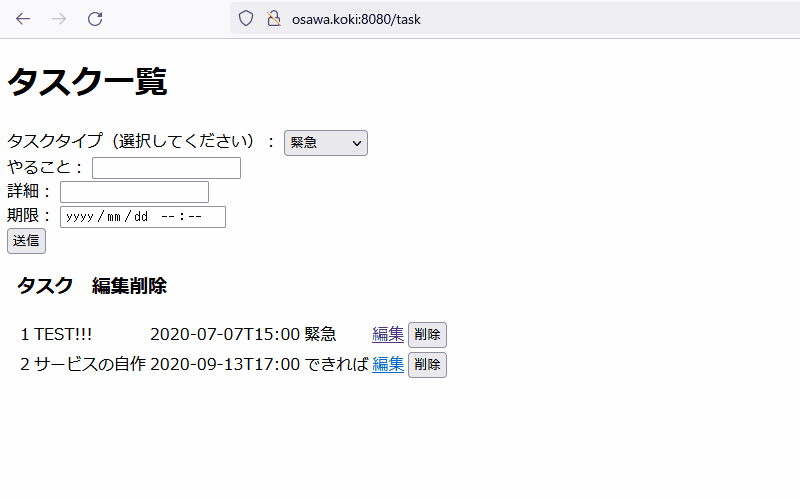 osawa.koki:8080/task
タスク一覧
タスクタイプ（選択してください）： 緊急
やること：
詳細：
期限： yyyy/mm/dd --:--
送信
タスク 編集削除
1 TEST!!! 2020-07-07T15:00 緊急 編集 削除
2 サービスの自作 2020-09-13T17:00 できれば 編集 削除